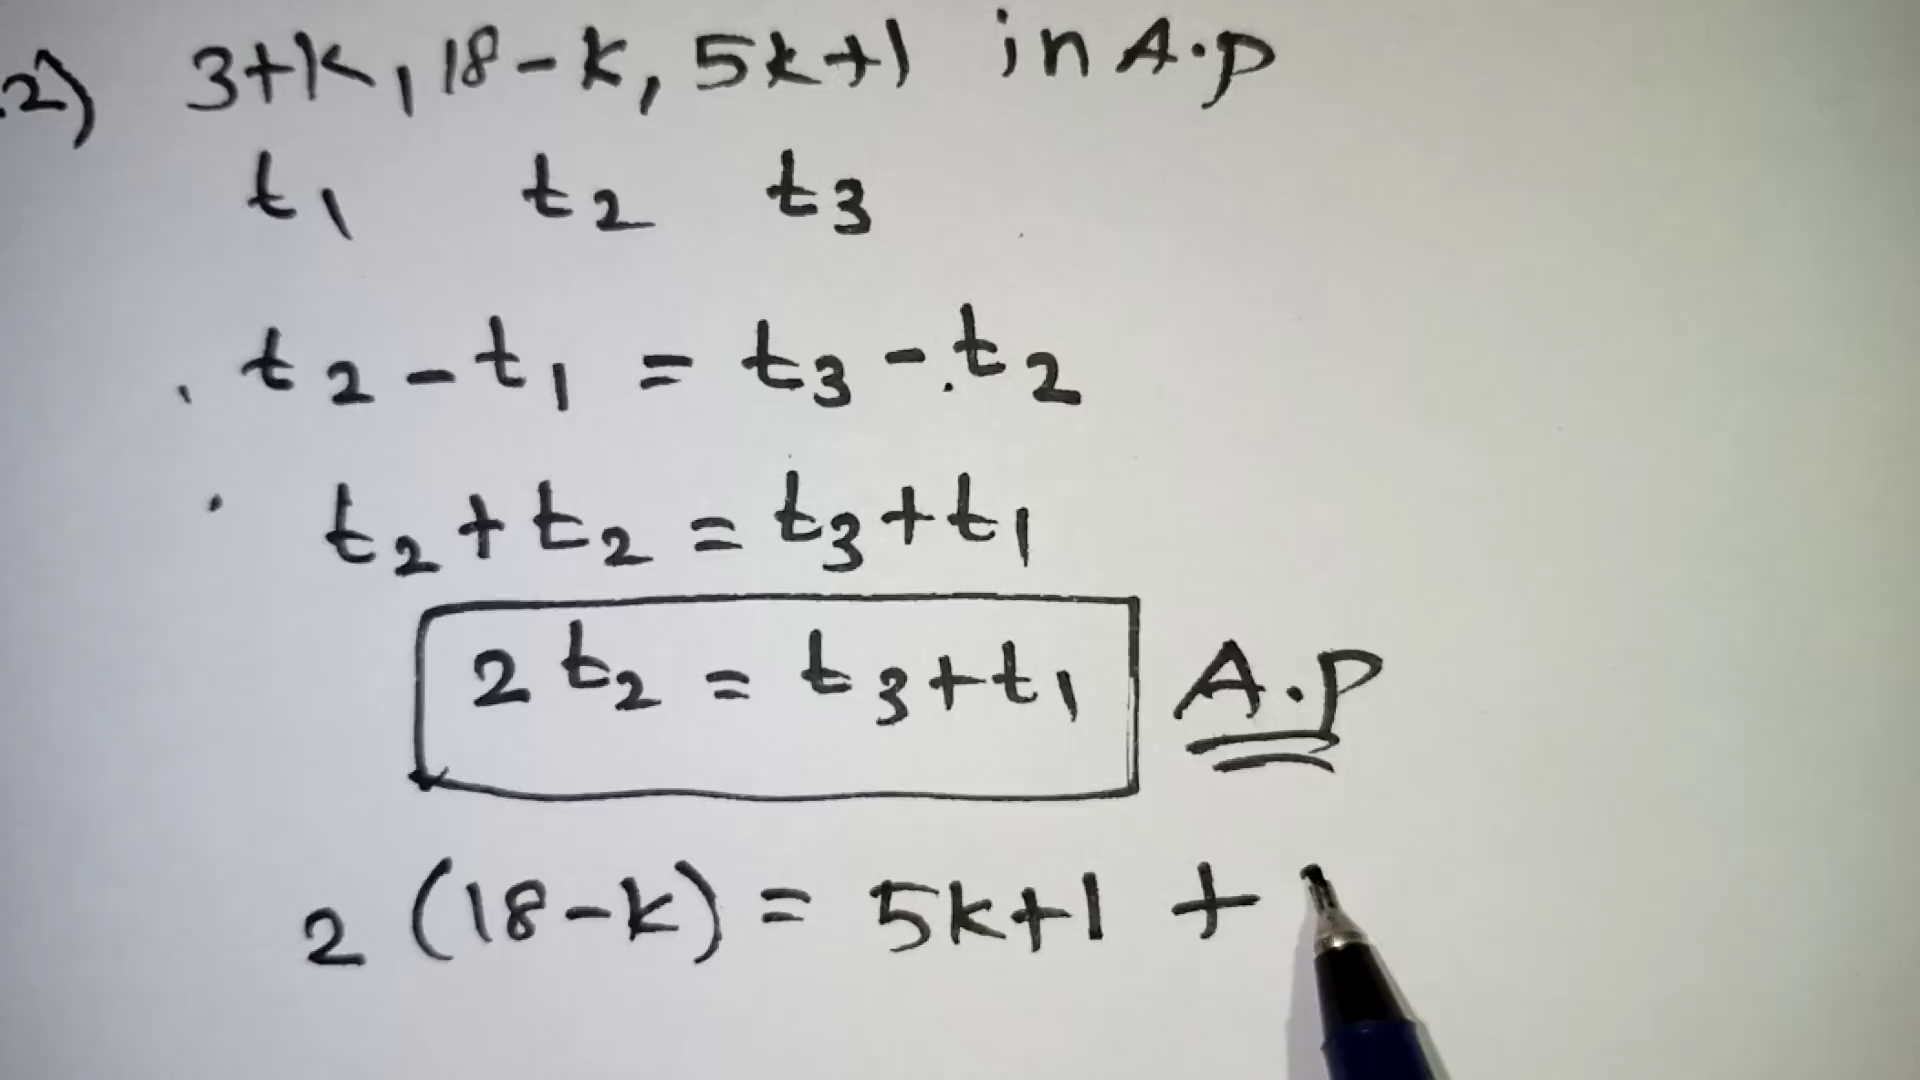 .2) 3+k, 18-k, 5k+1 in A.p
t1 t2 t3
t2 - t1 = t3 - t2
t2 + t2 = t3 + t1
2 t2 = t3 + t1 A.P
2 (18-k) = 5k+1 +